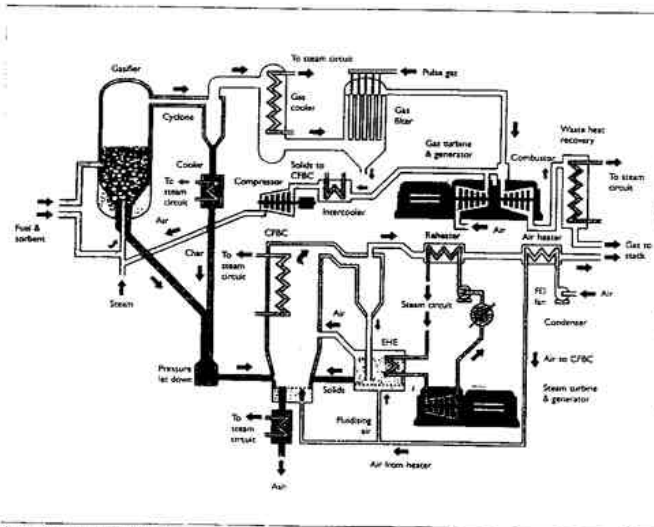 Gasifier
To steam circuit
Pulse gas
Gas
cooler
Gas
filter
Cyclone
Waste heat
recovery
Gas turbine
& generator
Combustor
Cooler
Solids to
CFBC
Compressor
To
steam
circuit
Intercooler
To
steam
circuit
Fuel &
sorbent
Air
Air
Reheater
Air heater
Gas to
stack
CFBC
Char
To
steam
circuit
Steam
Steam circuit
FD
fan
Air
Air
Condenser
EHE
Pressure
let down
Air to CFBC
Solids
Steam turbine
& generator
To
steam
circuit
Fluidising
air
Air from heater
Ash